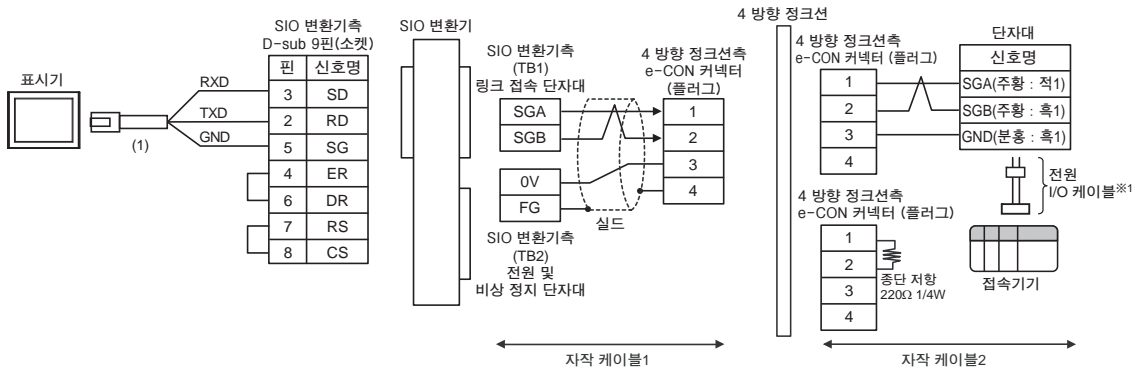 표시기
(1)
RXD
TXD
GND
SIO 변환기측
D-sub 9핀(소켓)
핀 신호명
3 SD
2 RD
5 SG
4 ER
6 DR
7 RS
8 CS
SIO 변환기
SIO 변환기측
(TB1)
링크 접속 단자대
SGA
SGB
0V
FG
SIO 변환기측
(TB2)
전원 및
비상 정지 단자대
실드
4 방향 정크션측
e-CON 커넥터
(플러그)
1
2
3
4
자작 케이블1
4 방향 정크션
4 방향 정크션측
e-CON 커넥터 (플러그)
1
2
3
4
4 방향 정크션측
e-CON 커넥터 (플러그)
1
2
3
4
종단 저항
220Ω 1/4W
단자대
신호명
SGA(주황 : 적1)
SGB(주황 : 흑1)
GND(분홍 : 흑1)
전원
I/O 케이블※1
접속기기
자작 케이블2